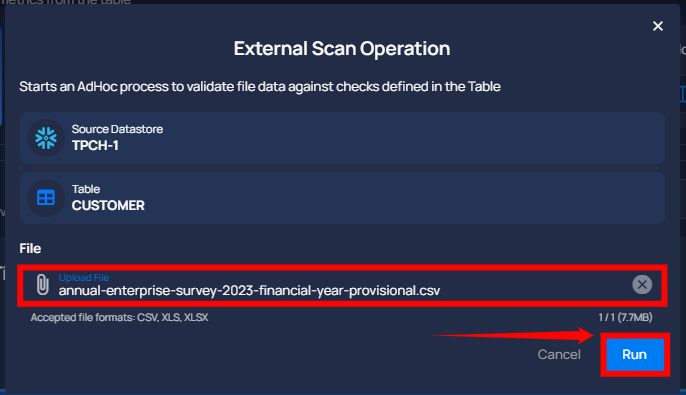 metrics from the table
External Scan Operation
Starts an AdHoc process to validate file data against checks defined in the Table
Source Datastore
TPCH-1
Table
CUSTOMER
File
Upload File
annual-enterprise-survey-2023-financial-year-provisional.csv
Accepted file formats: CSV, XLS, XLSX
1 / 1 (7.7MB)
Cancel
Run